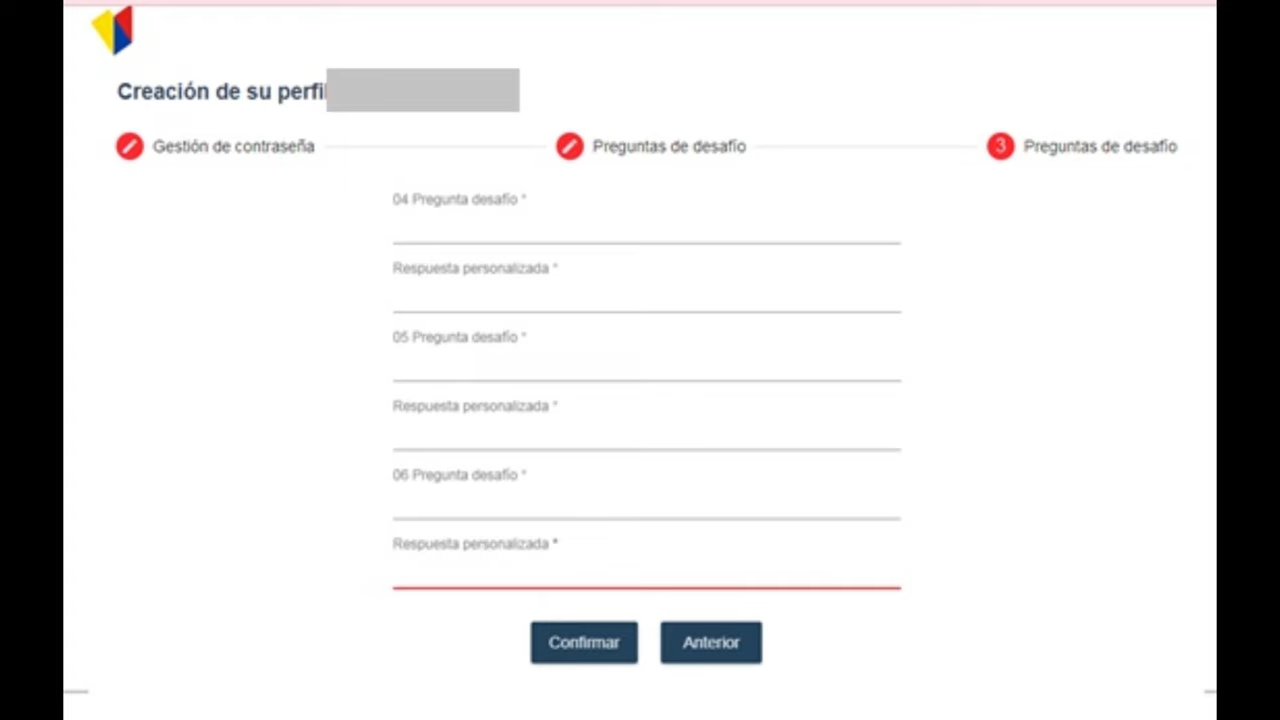 Creación de su perfil
Gestión de contraseña
Preguntas de desafío
3 Preguntas de desafío
04 Pregunta desafío *
Respuesta personalizada *
05 Pregunta desafío *
Respuesta personalizada *
06 Pregunta desafío *
Respuesta personalizada *
Confirmar
Anterior